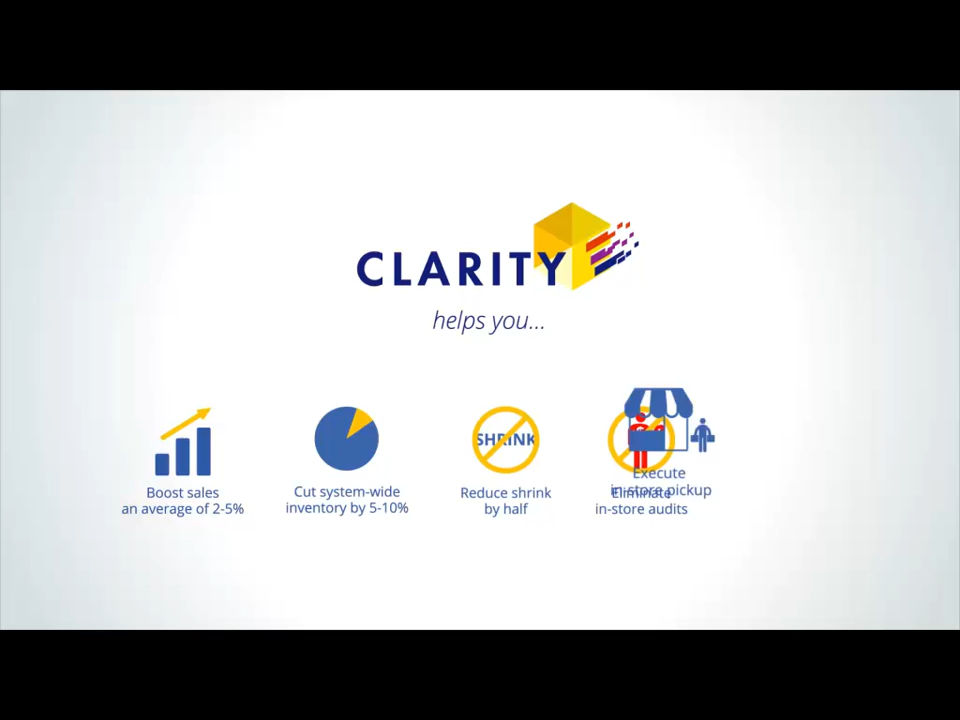 CLARITY
helps you...
SHRINK
Boost sales
an average of 2-5%
Cut system-wide
inventory by 5-10%
Reduce shrink
by half
Execute
in-store pickup
Eliminate
in-store audits